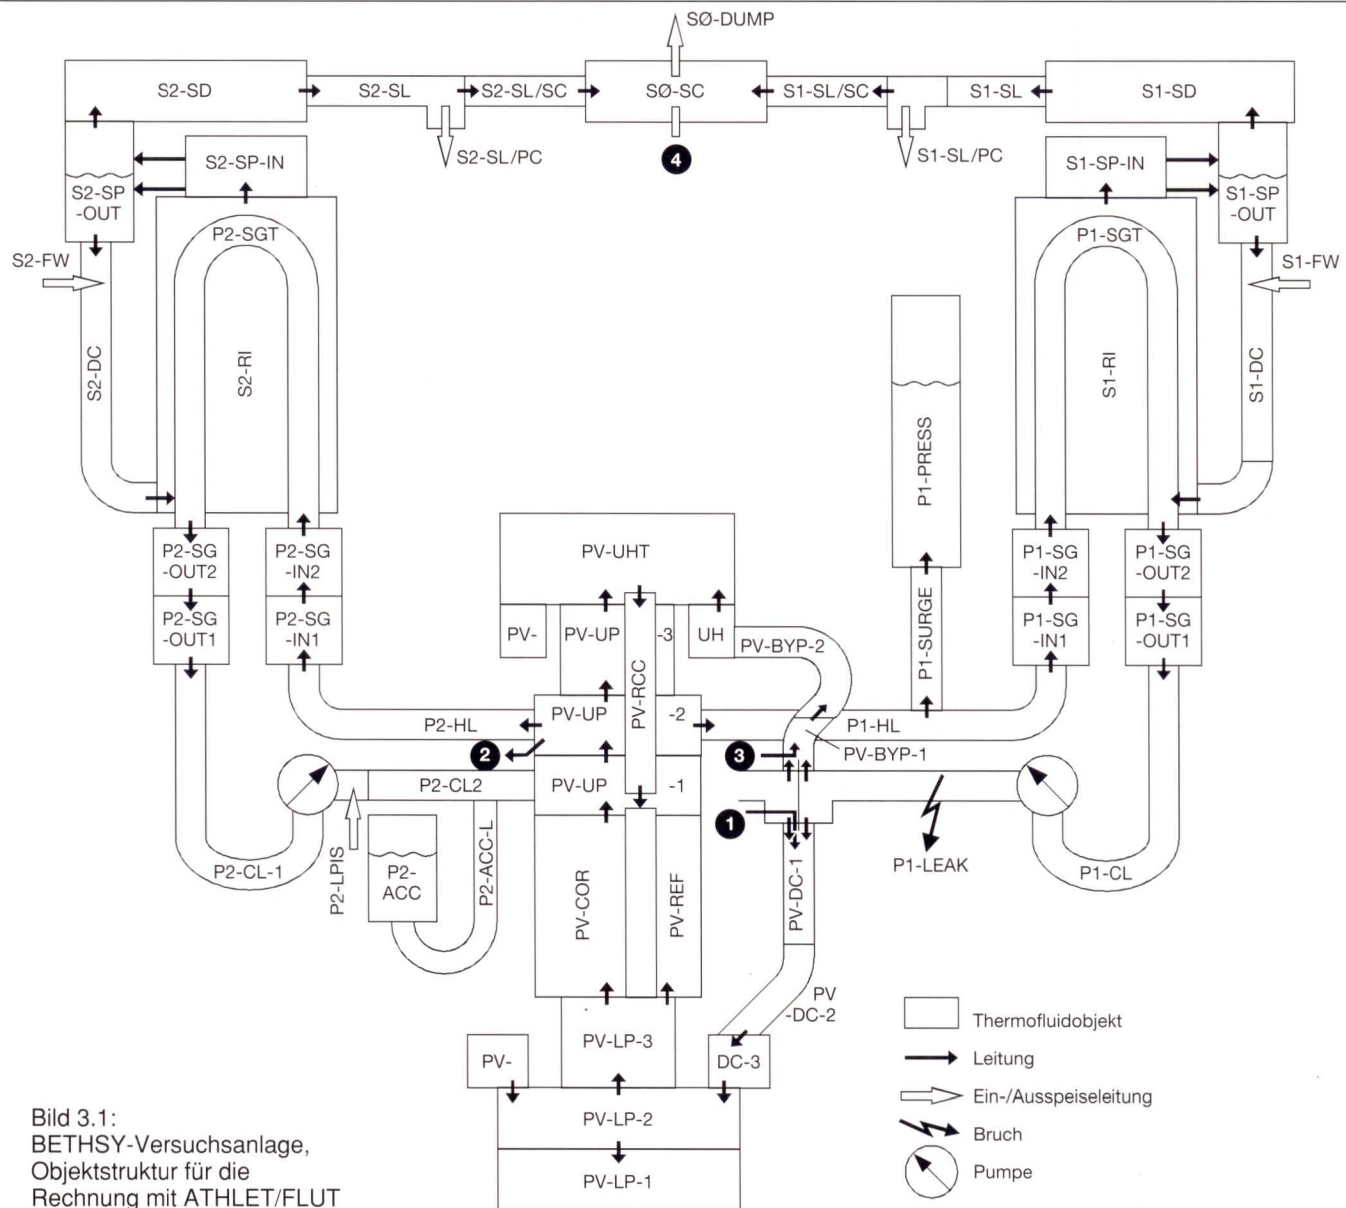 SØ-DUMP
S2-SD
S2-SL
S2-SL/SC
SØ-SC
S1-SL/SC
S1-SL
S1-SD
S2-SL/PC
4
S1-SL/PC
S2-SP-IN
S1-SP-IN
S2-SP
-OUT
S1-SP
-OUT
P2-SGT
P1-SGT
S2-FW
S1-FW
S2-DC
S2-RI
P1-PRESS
S1-RI
S1-DC
P2-SG
-OUT2
P2-SG
-IN2
PV-UHT
P1-SG
-IN2
P1-SG
-OUT2
P2-SG
-OUT1
P2-SG
-IN1
PV-
PV-UP
-3
UH
PV-BYP-2
P1-SURGE
P1-SG
-IN1
P1-SG
-OUT1
PV-RCC
P2-HL
PV-UP
-2
P1-HL
2
3
PV-BYP-1
P2-CL2
PV-UP
-1
1
P1-LEAK
P2-CL-1
P2-LPIS
P2-
ACC
P2-ACC-L
PV-COR
PV-REF
PV-DC-1
P1-CL
PV
-DC-2
PV-
PV-LP-3
DC-3
PV-LP-2
PV-LP-1
Thermofluidobjekt
Leitung
Ein-/Ausspeiseleitung
Bruch
Pumpe
Bild 3.1:
BETHSY-Versuchsanlage,
Objektstruktur für die
Rechnung mit ATHLET/FLUT